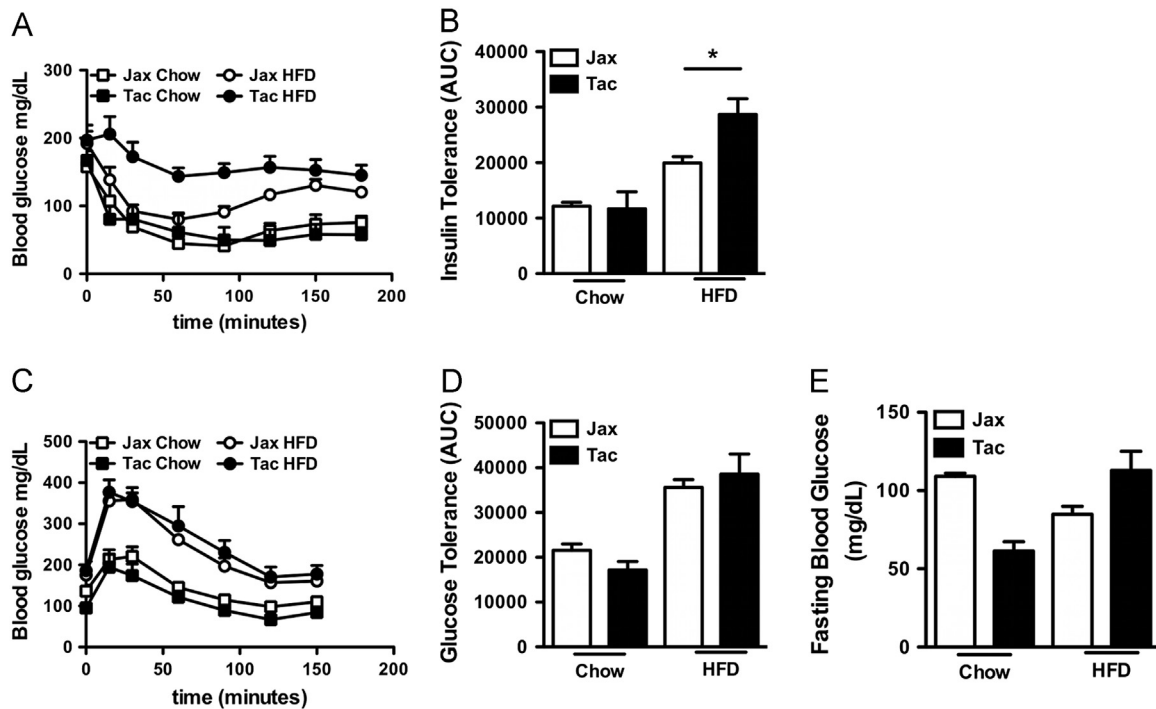 A
Blood glucose mg/dL
300
200
100
0
Jax Chow
Jax HFD
Tac Chow
Tac HFD
0
50
100
150
200
time (minutes)
B
Insulin Tolerance (AUC)
40000
30000
20000
10000
0
Jax
Tac
*
Chow
HFD
C
Blood glucose mg/dL
500
400
300
200
100
0
Jax Chow
Jax HFD
Tac Chow
Tac HFD
0
50
100
150
200
time (minutes)
D
Glucose Tolerance (AUC)
50000
40000
30000
20000
10000
0
Jax
Tac
Chow
HFD
E
Fasting Blood Glucose
(mg/dL)
150
100
50
0
Jax
Tac
Chow
HFD